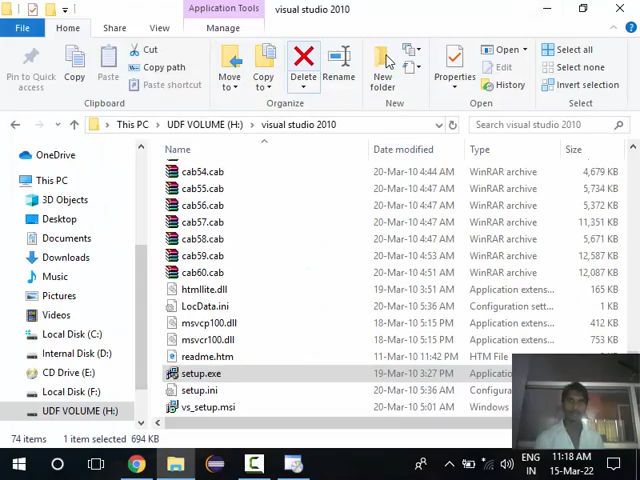 Application Tools
visual studio 2010
File
Home
Share
View
Manage
Pin to Quick access
Copy
Paste
Cut
Copy path
Paste shortcut
Clipboard
Move to
Copy to
Delete
Rename
Organize
New folder
New
Properties
Open
Edit
History
Open
Select all
Select none
Invert selection
Select
This PC > UDF VOLUME (H:) > visual studio 2010
Search visual studio 2010
Name Date modified Type Size
OneDrive
This PC
3D Objects
Desktop
Documents
Downloads
Music
Pictures
Videos
Local Disk (C:)
Internal Disk (D:)
CD Drive (E:)
Local Disk (F:)
UDF VOLUME (H:)
cab54.cab 20-Mar-10 4:44 AM WinRAR archive 4,679 KB
cab55.cab 20-Mar-10 4:47 AM WinRAR archive 5,734 KB
cab56.cab 20-Mar-10 4:47 AM WinRAR archive 5,372 KB
cab57.cab 20-Mar-10 4:47 AM WinRAR archive 11,351 KB
cab58.cab 20-Mar-10 4:47 AM WinRAR archive 5,671 KB
cab59.cab 20-Mar-10 4:53 AM WinRAR archive 12,587 KB
cab60.cab 20-Mar-10 4:51 AM WinRAR archive 12,087 KB
htmllite.dll 19-Mar-10 3:51 AM Application extens... 165 KB
LocData.ini 20-Mar-10 5:36 AM Configuration sett... 1 KB
msvcp100.dll 18-Mar-10 5:15 PM Application extens... 412 KB
msvcr100.dll 18-Mar-10 5:15 PM Application extens... 753 KB
readme.htm 11-Mar-10 11:42 PM HTM File
setup.exe 19-Mar-10 3:27 PM
setup.ini 20-Mar-10 5:36 AM
vs_setup.msi 20-Mar-10 5:01 AM Windows
74 items 1 item selected 694 KB
ENG
IN
11:18 AM
15-Mar-22